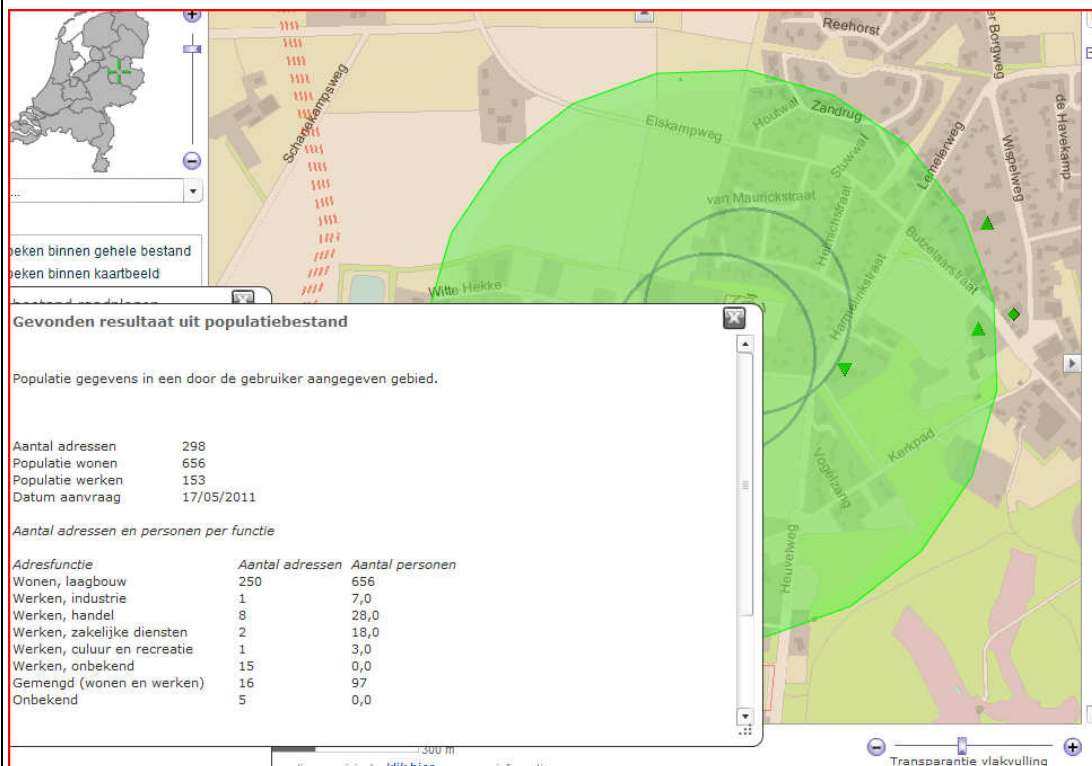 Reehorst
Borgweg
de Havekamp
Schanekampsweg
Elskampweg
Houtwal
Zandrug
Lemelerweg
Wispelweg
Stuwwal
...
van Maurickstraat
Helmichstraat
Butzelaarstraat
eken binnen gehele bestand
eken binnen kaartbeeld
Witte Hekke
Harmelinkstraat
Gevonden resultaat uit populatiebestand
Populatie gegevens in een door de gebruiker aangegeven gebied.
Aantal adressen 298
Populatie wonen 656
Populatie werken 153
Datum aanvraag 17/05/2011
Kerkpad
Vogelzang
Heuvelweg
Aantal adressen en personen per functie
Adresfunctie Aantal adressen Aantal personen
Wonen, laagbouw 250 656
Werken, industrie 1 7,0
Werken, handel 8 28,0
Werken, zakelijke diensten 2 18,0
Werken, culuur en recreatie 1 3,0
Werken, onbekend 15 0,0
Gemengd (wonen en werken) 16 97
Onbekend 5 0,0
300 m
Transparantie vlakvulling